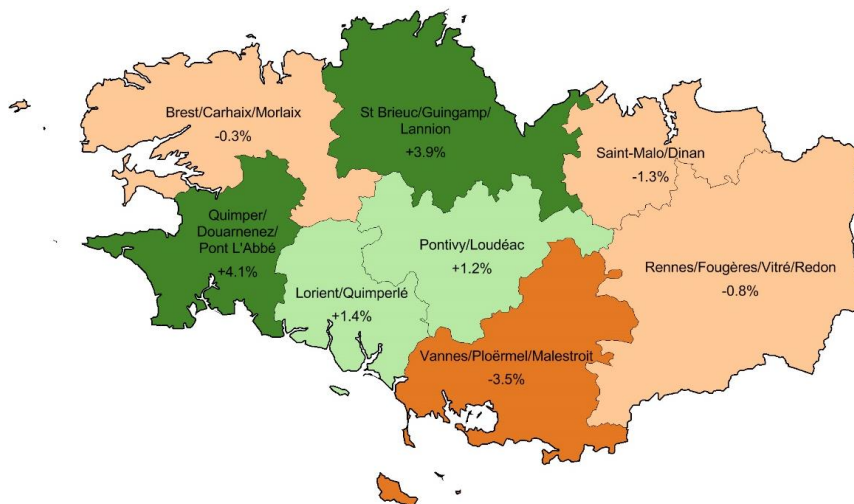 Brest/Carhaix/Morlaix
-0.3%
St Brieuc/Guingamp/
Lannion
+3.9%
Saint-Malo/Dinan
-1.3%
Quimper/
Douarnenez/
Pont L'Abbé
+4.1%
Pontivy/Loudéac
+1.2%
Rennes/Fougères/Vitré/Redon
-0.8%
Lorient/Quimperlé
+1.4%
Vannes/Ploërmel/Malestroit
-3.5%